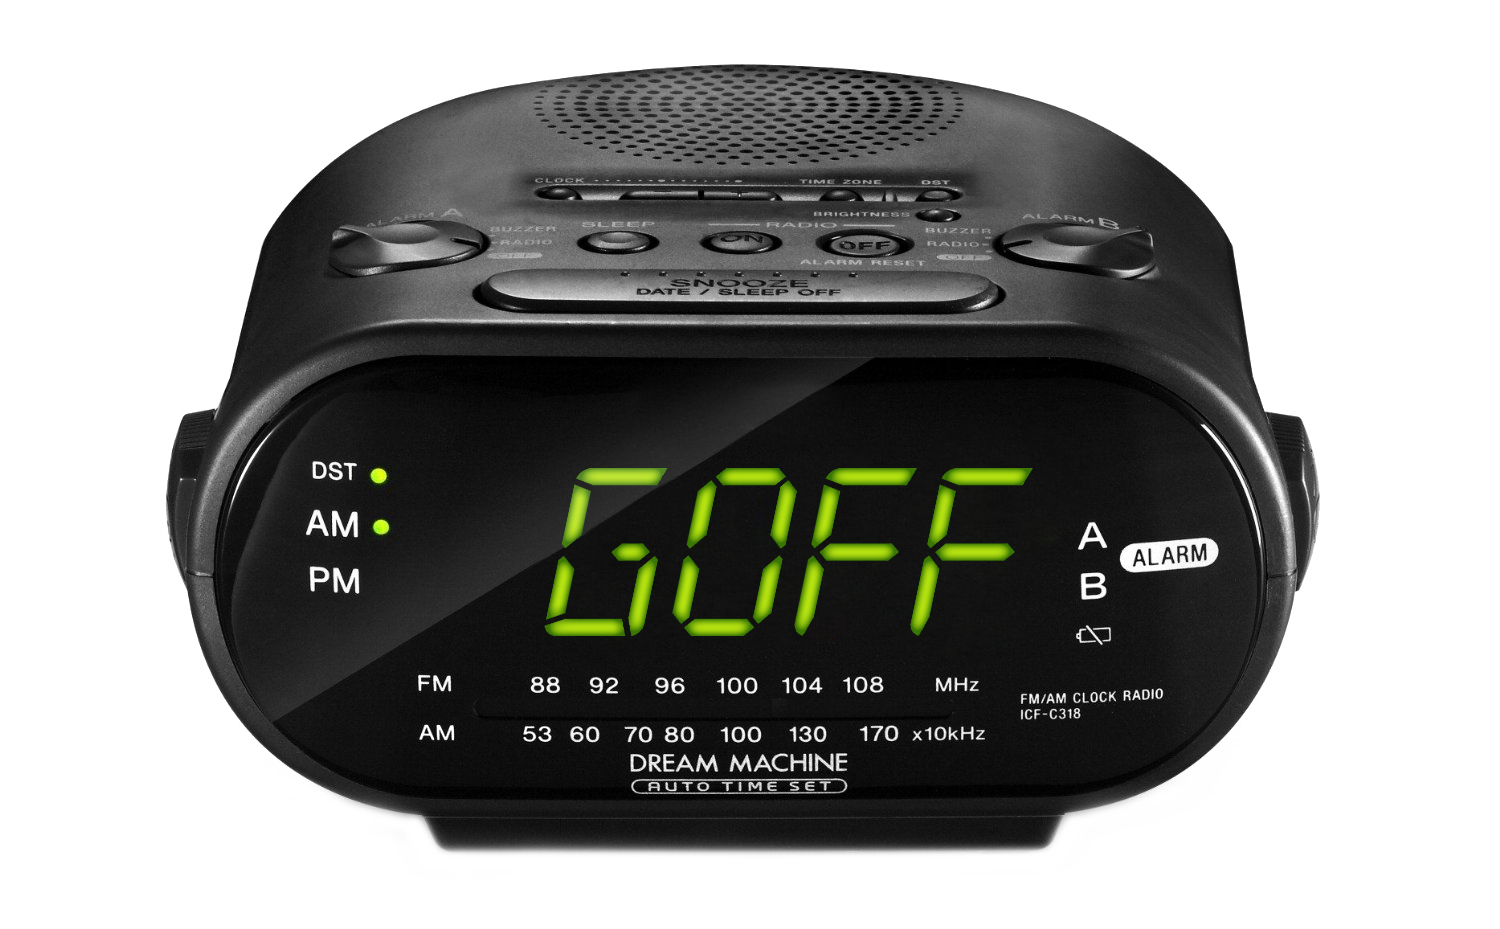 CLOCK TIME ZONE DST
BRIGHTNESS
ALARM A BUZZER SLEEP RADIO BUZZER ALARM B
RADIO ON OFF RADIO
OFF ALARM RESET OFF
SNOOZE
DATE / SLEEP OFF
DST
AM
PM
GOFF
A
B
ALARM
FM 88 92 96 100 104 108 MHz
FM/AM CLOCK RADIO
ICF-C318
AM 53 60 70 80 100 130 170 x10kHz
DREAM MACHINE
AUTO TIME SET